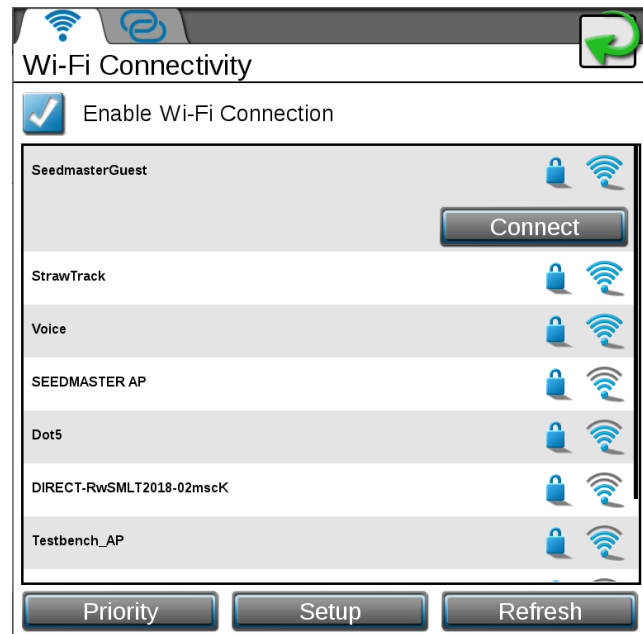 Wi-Fi Connectivity
Enable Wi-Fi Connection
SeedmasterGuest
Connect
StrawTrack
Voice
SEEDMASTER AP
Dot5
DIRECT-RwSMLT2018-02mscK
Testbench_AP
Priority Setup Refresh